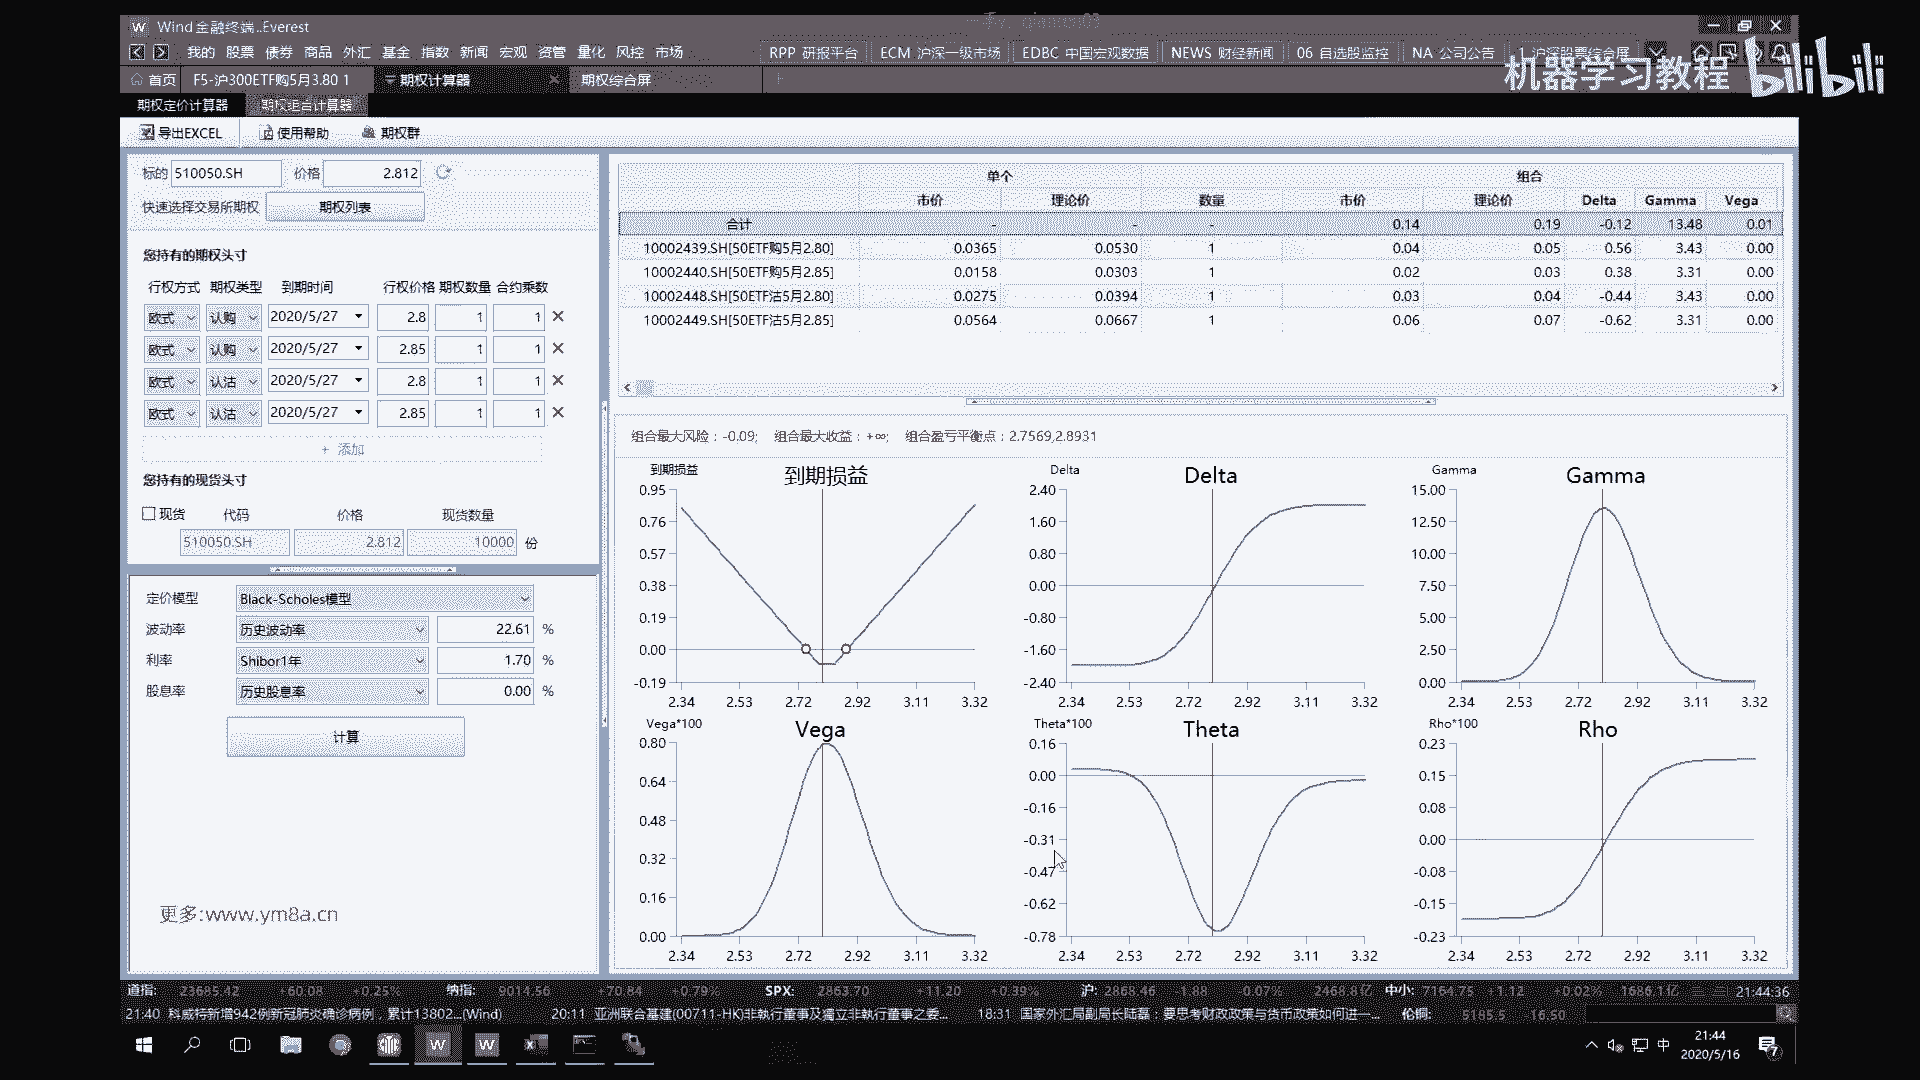 Wind金融终端..Everest
我的 股票 债券 商品 外汇 基金 指数 新闻 宏观 资管 量化 风控 市场
RPP 研报平台 ECM 沪深一级市场 EDBC 中国宏观数据 NEWS 财经新闻 06 自选股监控 NA 公司公告 1 沪深股票综合屏
机器学习教程 bilibili
首页 F5-沪300ETF购5月3.80 1 期权计算器 期权综合屏
期权定价计算器 期权组合计算器
导出EXCEL 使用帮助 期权群
标的 510050.SH 价格 2.812
快速选择交易所期权 期权列表
您持有的期权头寸
行权方式 期权类型 到期时间 行权价格 期权数量 合约乘数
欧式 认购 2020/5/27 2.8 1 1
欧式 认购 2020/5/27 2.85 1 1
欧式 认沽 2020/5/27 2.8 1 1
欧式 认沽 2020/5/27 2.85 1 1
+ 添加
您持有的现货头寸
现货 代码 价格 现货数量
510050.SH 2.812 10000 份
定价模型 Black-Scholes模型
波动率 历史波动率 22.61 %
利率 Shibor1年 1.70 %
股息率 历史股息率 0.00 %
计算
更多:www.ym8a.cn
单个 组合
市价 理论价 数量 市价 理论价 Delta Gamma Vega
合计 - - - 0.14 0.19 -0.12 13.48 0.01
10002439.SH[50ETF购5月2.80] 0.0365 0.0530 1 0.04 0.05 0.56 3.43 0.00
10002440.SH[50ETF购5月2.85] 0.0158 0.0303 1 0.02 0.03 0.38 3.31 0.00
10002448.SH[50ETF沽5月2.80] 0.0275 0.0394 1 0.03 0.04 -0.44 3.43 0.00
10002449.SH[50ETF沽5月2.85] 0.0564 0.0667 1 0.06 0.07 -0.62 3.31 0.00
组合最大风险：-0.09; 组合最大收益：+∞; 组合盈亏平衡点：2.7569,2.8931
到期损益 到期损益
0.95
0.76
0.57
0.38
0.19
0.00
-0.19
2.34 2.53 2.72 2.92 3.11 3.32
Delta Delta
2.40
1.60
0.80
0.00
-0.80
-1.60
-2.40
2.34 2.53 2.72 2.92 3.11 3.32
Gamma Gamma
15.00
12.50
10.00
7.50
5.00
2.50
0.00
2.34 2.53 2.72 2.92 3.11 3.32
Vega*100 Vega
0.80
0.64
0.48
0.32
0.16
0.00
2.34 2.53 2.72 2.92 3.11 3.32
Theta*100 Theta
0.16
0.00
-0.16
-0.31
-0.47
-0.62
-0.78
2.34 2.53 2.72 2.92 3.11 3.32
Rho*100 Rho
0.23
0.15
0.08
0.00
-0.08
-0.15
-0.23
2.34 2.53 2.72 2.92 3.11 3.32
道指: 23685.42 +60.08 +0.25% 纳指: 9014.56 +70.84 +0.79% SPX: 2863.70 +11.20 +0.39% 沪: 2868.46 -1.88 -0.07% 2468.8亿 中小: 7164.75 +1.12 +0.02% 1686.1亿 21:44:36
21:40 科威特新增942例新冠肺炎确诊病例，累计13802...(Wind) 20:11 亚洲联合基建(00711-HK)非執行董事及獨立非執行董事之委... 18:31 国家外汇局副局长陆磊：要思考财政政策与货币政策如何进一... 伦铜: 5185.5 16.50
中 21:44
2020/5/16
7